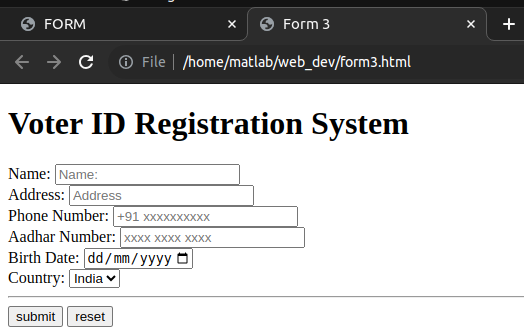 FORM Form 3
File /home/matlab/web_dev/form3.html
Voter ID Registration System
Name: Name:
Address: Address
Phone Number: +91 xxxxxxxxxx
Aadhar Number: xxxx xxxx xxxx
Birth Date: dd/mm/yyyy
Country: India
submit reset